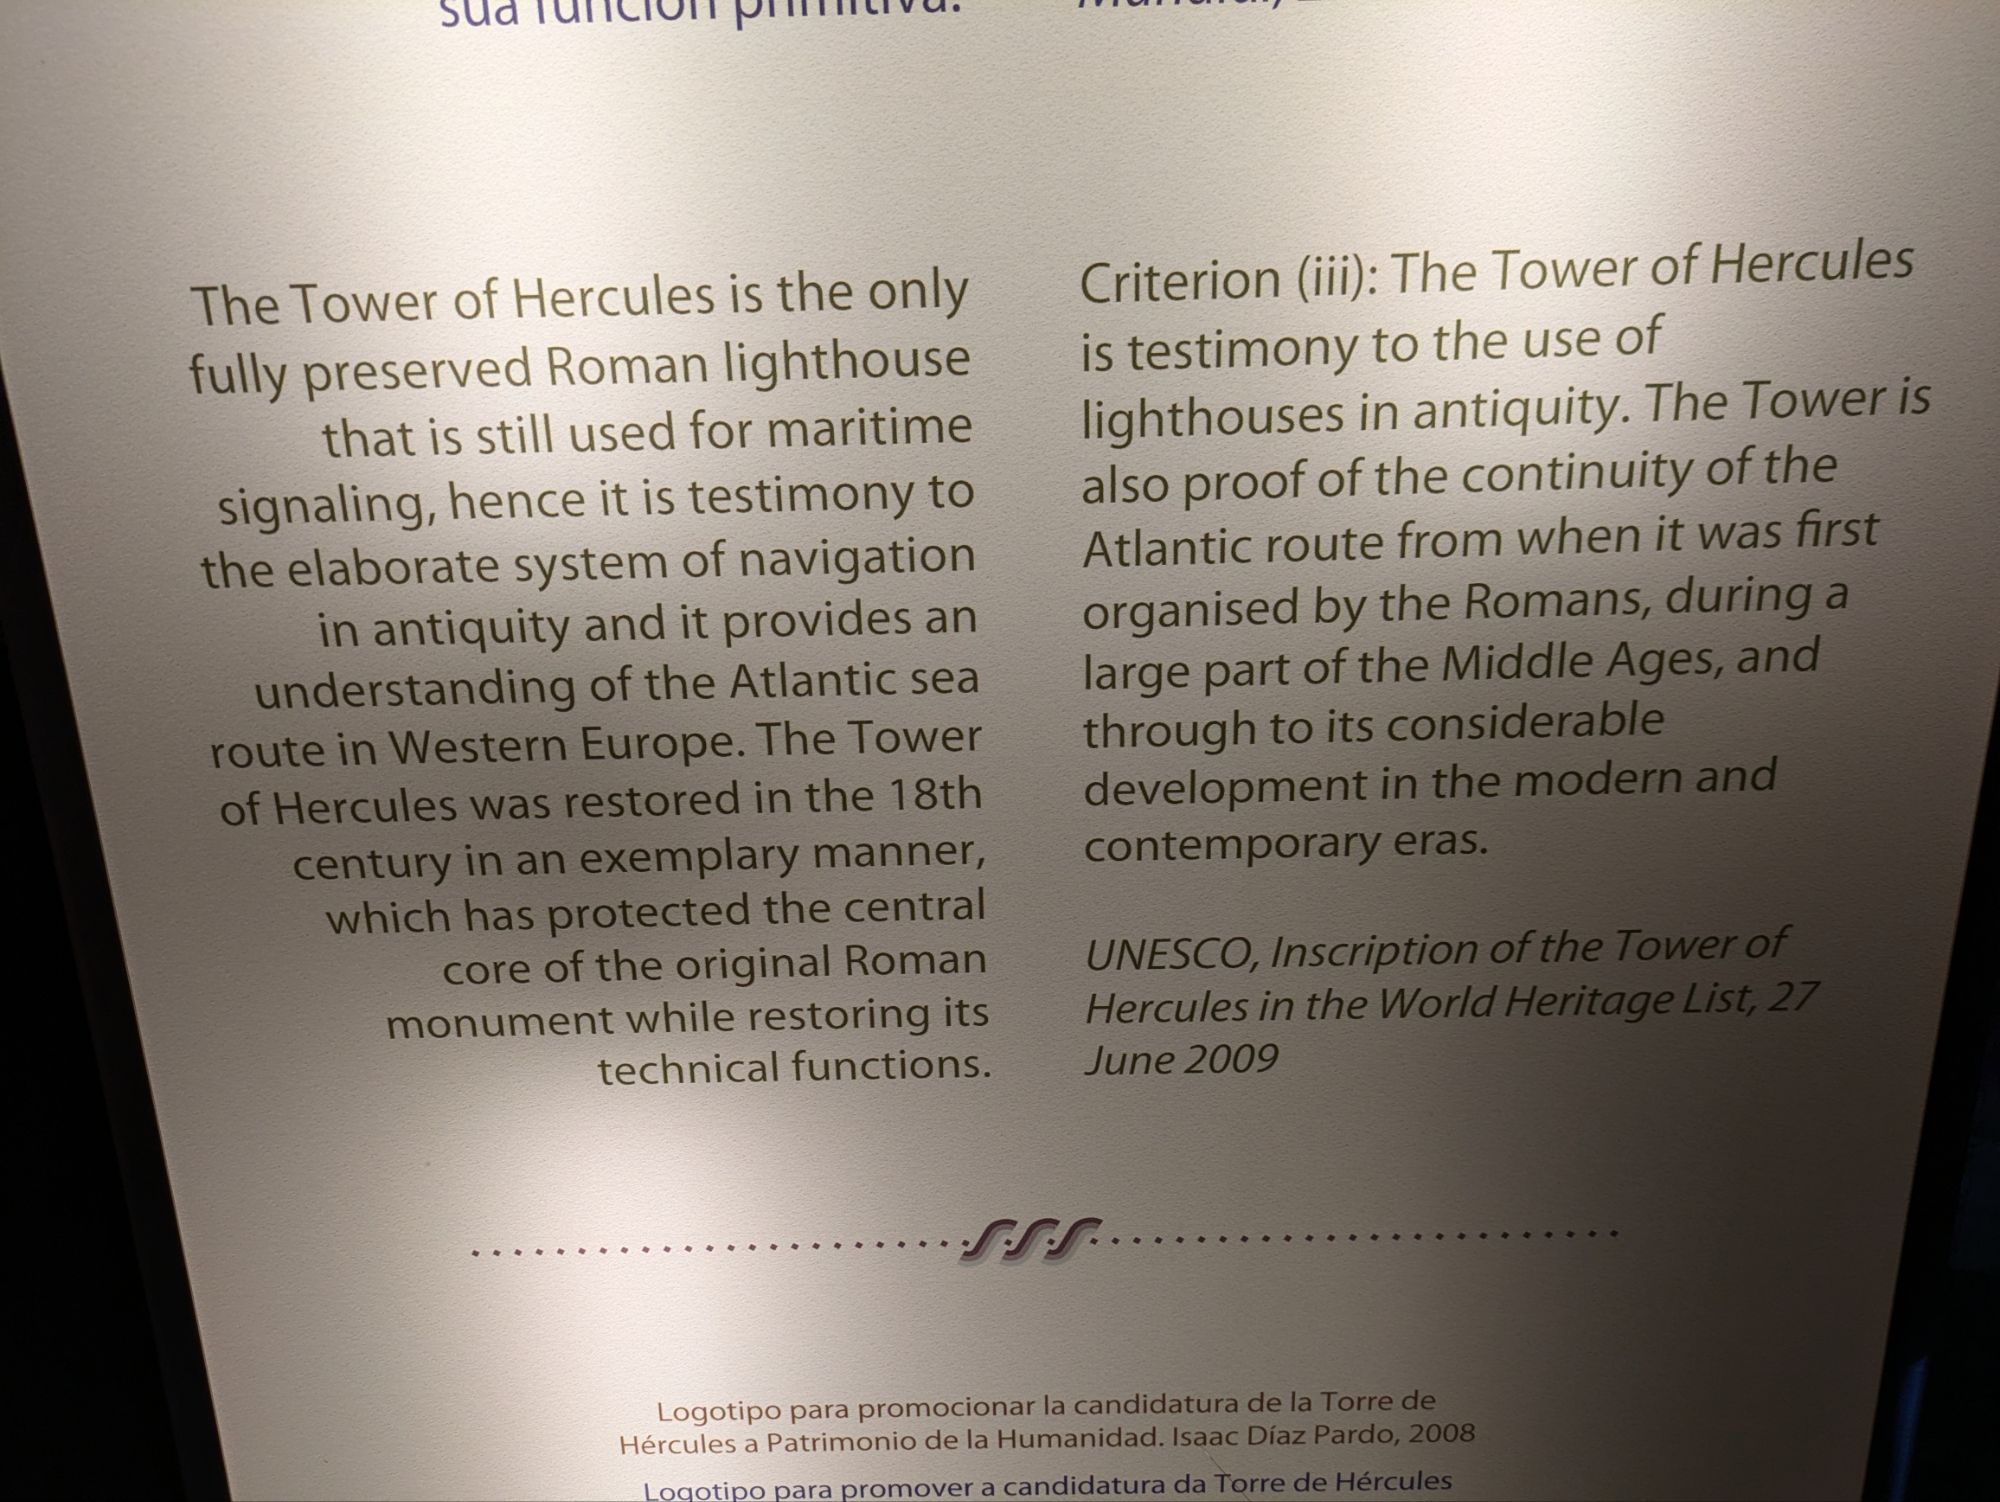 sua función primitiva.
The Tower of Hercules is the only
fully preserved Roman lighthouse
that is still used for maritime
signaling, hence it is testimony to
the elaborate system of navigation
in antiquity and it provides an
understanding of the Atlantic sea
route in Western Europe. The Tower
of Hercules was restored in the 18th
century in an exemplary manner,
which has protected the central
core of the original Roman
monument while restoring its
technical functions.
Criterion (iii): The Tower of Hercules
is testimony to the use of
lighthouses in antiquity. The Tower is
also proof of the continuity of the
Atlantic route from when it was first
organised by the Romans, during a
large part of the Middle Ages, and
through to its considerable
development in the modern and
contemporary eras.
UNESCO, Inscription of the Tower of
Hercules in the World Heritage List, 27
June 2009
Logotipo para promocionar la candidatura de la Torre de
Hércules a Patrimonio de la Humanidad. Isaac Díaz Pardo, 2008
Logotipo para promover a candidatura da Torre de Hércules